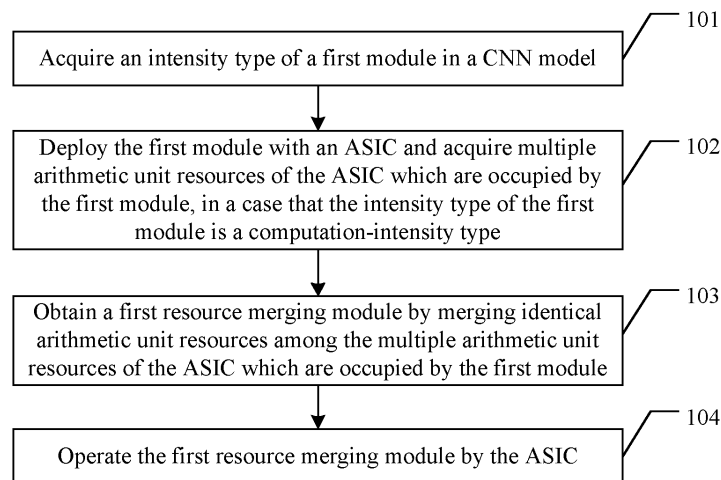 101
Acquire an intensity type of a first module in a CNN model
102
Deploy the first module with an ASIC and acquire multiple
arithmetic unit resources of the ASIC which are occupied by
the first module, in a case that the intensity type of the first
module is a computation-intensity type
103
Obtain a first resource merging module by merging identical
arithmetic unit resources among the multiple arithmetic unit
resources of the ASIC which are occupied by the first module
104
Operate the first resource merging module by the ASIC